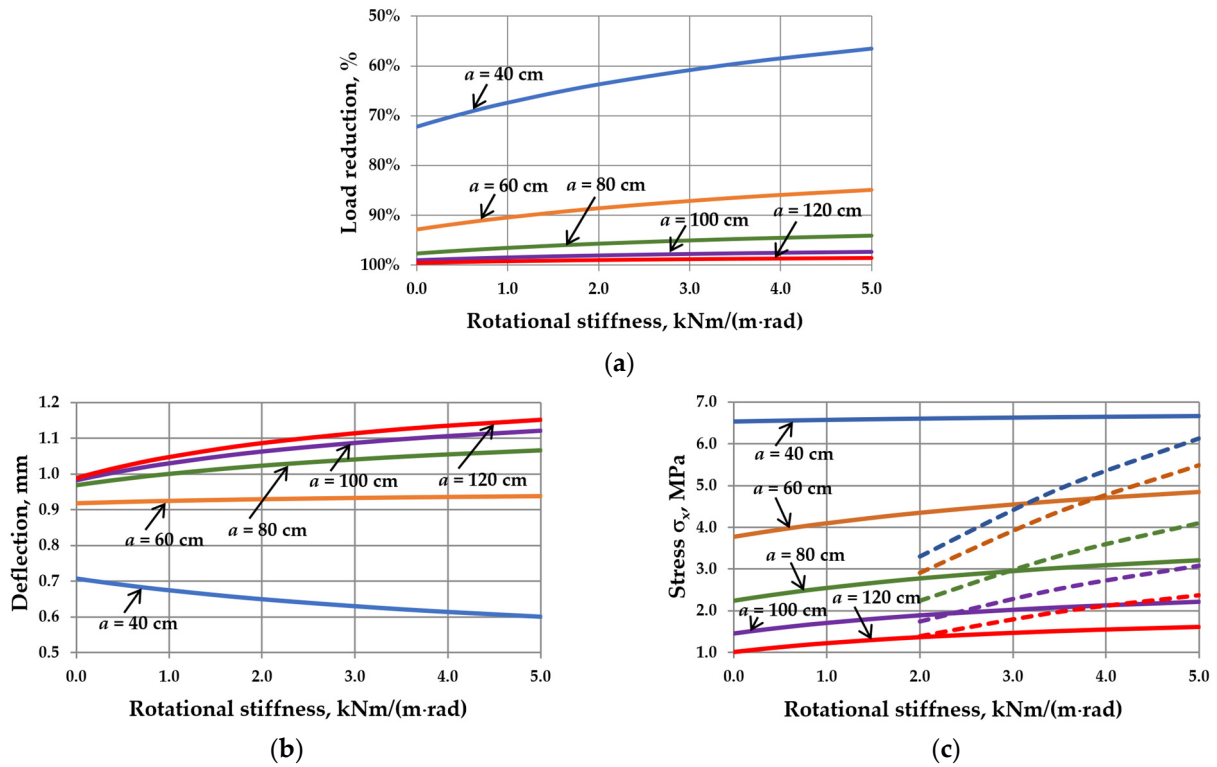 (a)
50%
60%
70%
80%
90%
100%
Load reduction, %
a = 40 cm
a = 60 cm
a = 80 cm
a = 100 cm
a = 120 cm
0.0 1.0 2.0 3.0 4.0 5.0
Rotational stiffness, kNm/(m·rad)
(a)
1.2
1.1
1.0
0.9
0.8
0.7
0.6
0.5
Deflection, mm
a = 120 cm
a = 100 cm
a = 80 cm
a = 60 cm
a = 40 cm
0.0 1.0 2.0 3.0 4.0 5.0
Rotational stiffness, kNm/(m·rad)
(b)
7.0
6.0
5.0
4.0
3.0
2.0
1.0
Stress σx, MPa
a = 40 cm
a = 60 cm
a = 80 cm
a = 120 cm
a = 100 cm
0.0 1.0 2.0 3.0 4.0 5.0
Rotational stiffness, kNm/(m·rad)
(c)